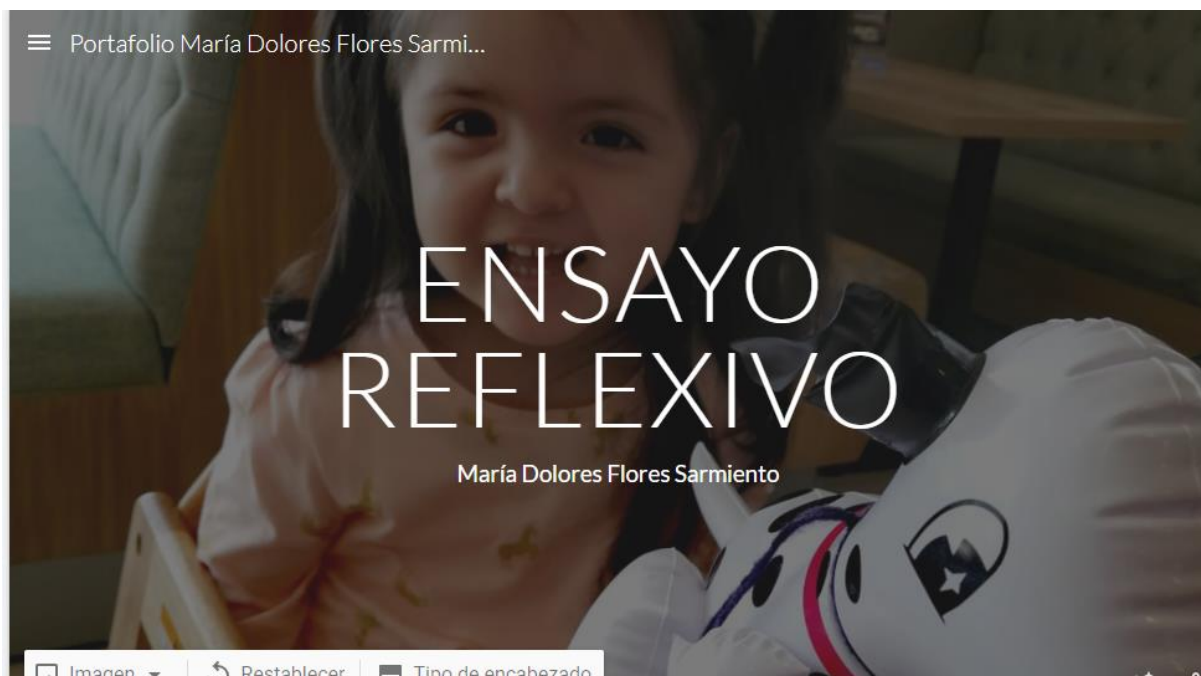 Portafolio María Dolores Flores Sarmi...
ENSAYO
REFLEXIVO
María Dolores Flores Sarmiento
Imagen Restablecer Tipo de encabezado